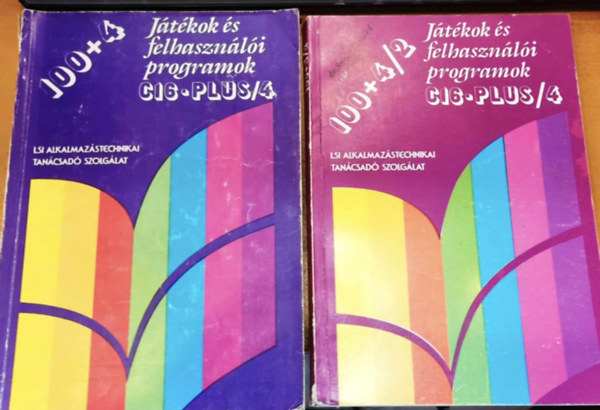 100+4
Játékok és
felhasználói
programok
C16·PLUS/4
LSI ALKALMAZÁSTECHNIKAI
TANÁCSADÓ SZOLGÁLAT
100+4/2
Játékok és
felhasználói
programok
C16·PLUS/4
LSI ALKALMAZÁSTECHNIKAI
TANÁCSADÓ SZOLGÁLAT